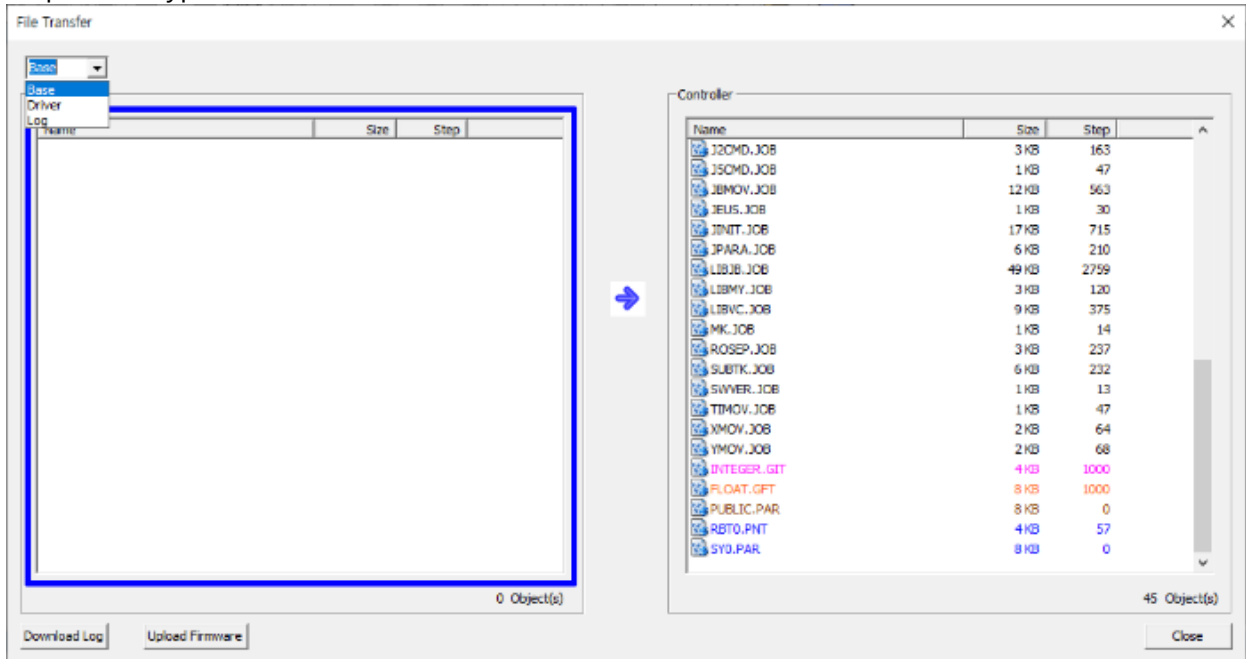 File Transfer
Base
Base
Driver
Log
Controller
Name Size Step
Name Size Step
J2CMD.JOB 3 KB 163
J5CMD.JOB 1 KB 47
JBMOV.JOB 12 KB 563
JEUS.JOB 1 KB 30
JINIT.JOB 17 KB 715
JPARA.JOB 6 KB 210
LIBJB.JOB 49 KB 2759
LIBMY.JOB 3 KB 120
LIBVC.JOB 9 KB 375
MK.JOB 1 KB 14
ROSEP.JOB 3 KB 237
SUBTK.JOB 6 KB 232
SWVER.JOB 1 KB 13
TIMOV.JOB 1 KB 47
XMOV.JOB 2 KB 64
YMOV.JOB 2 KB 68
INTEGER.GIT 4 KB 1000
FLOAT.GFT 8 KB 1000
PUBLIC.PAR 8 KB 0
RBT0.PNT 4 KB 57
SY0.PAR 8 KB 0
0 Object(s)
45 Object(s)
Download Log
Upload Firmware
Close